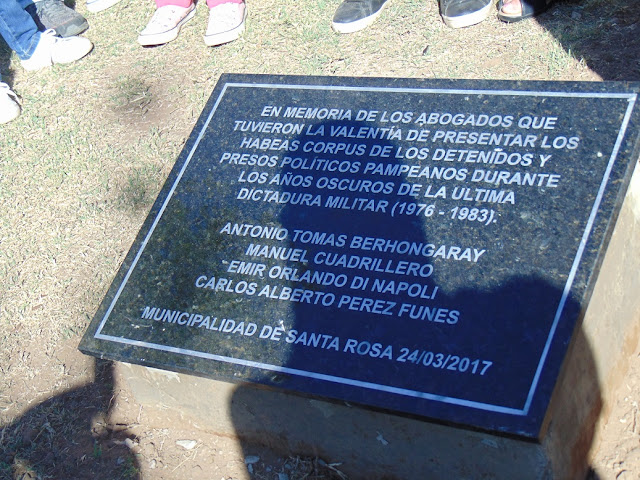 EN MEMORIA DE LOS ABOGADOS QUE
TUVIERON LA VALENTÍA DE PRESENTAR LOS
HABEAS CORPUS DE LOS DETENIDOS Y
PRESOS POLÍTICOS PAMPEANOS DURANTE
LOS AÑOS OSCUROS DE LA ULTIMA
DICTADURA MILITAR (1976 - 1983).
ANTONIO TOMAS BERHONGARAY
MANUEL CUADRILLERO
EMIR ORLANDO DI NAPOLI
CARLOS ALBERTO PEREZ FUNES
MUNICIPALIDAD DE SANTA ROSA 24/03/2017